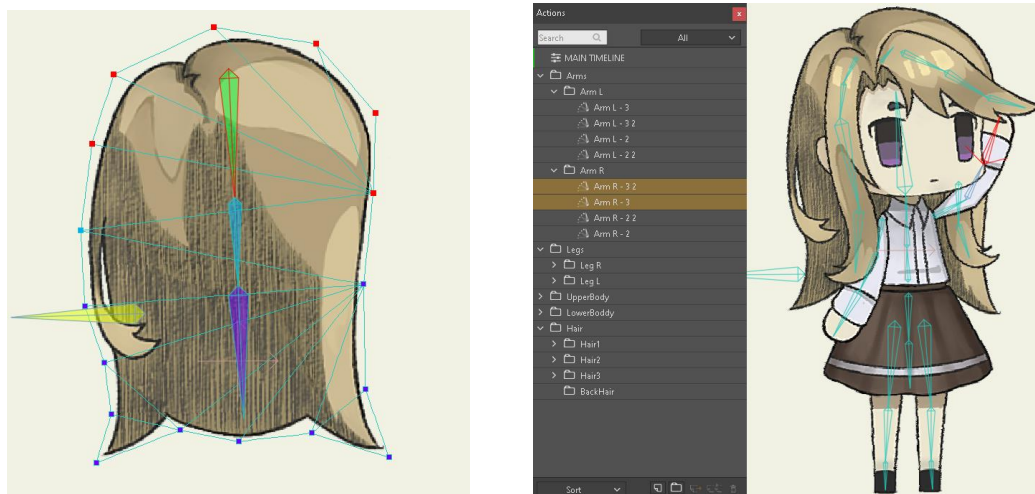 Actions
x
Search
All
MAIN TIMELINE
Arms
Arm L
Arm L - 3
Arm L - 3 2
Arm L - 2
Arm L - 2 2
Arm R
Arm R - 3 2
Arm R - 3
Arm R - 2 2
Arm R - 2
Legs
Leg R
Leg L
UpperBody
LowerBoddy
Hair
Hair1
Hair2
Hair3
BackHair
Sort